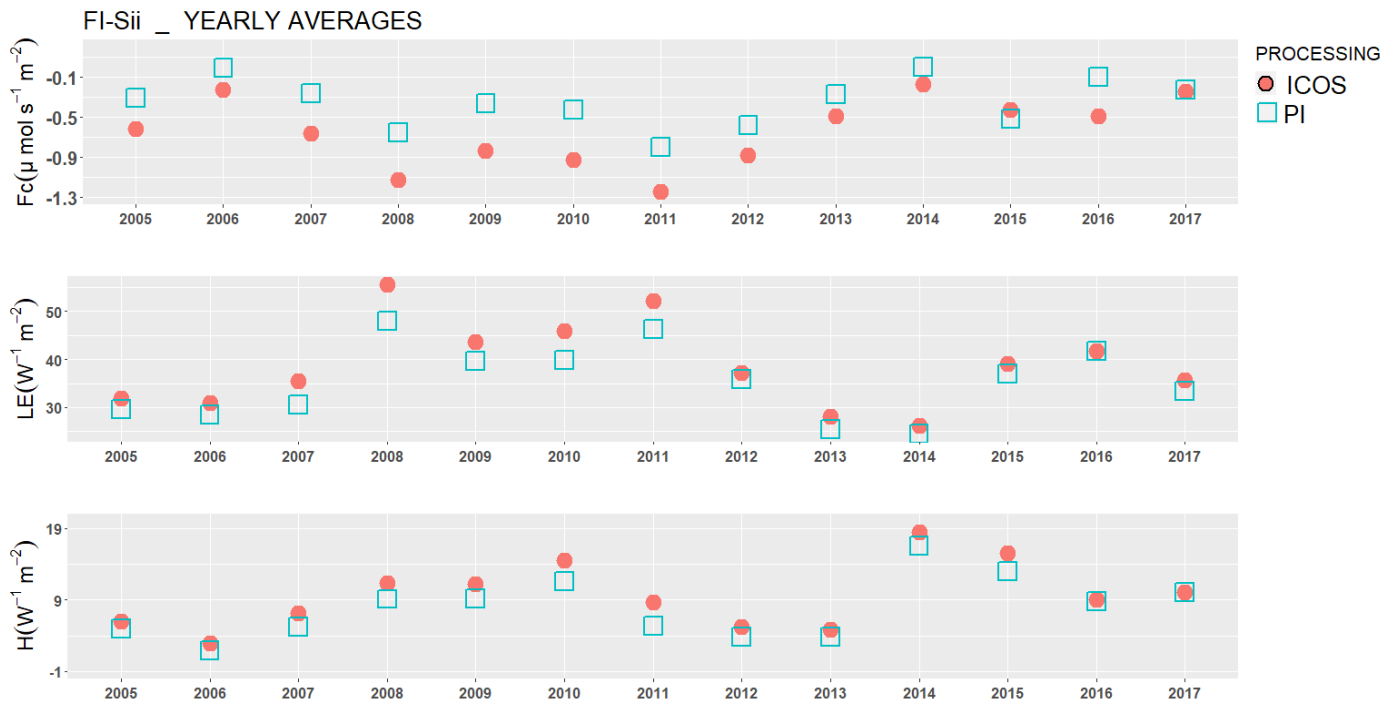 FI-Sii _ YEARLY AVERAGES
Fc(μ mol s⁻¹ m⁻²)
-0.1
-0.5
-0.9
-1.3
2005 2006 2007 2008 2009 2010 2011 2012 2013 2014 2015 2016 2017
PROCESSING
ICOS
PI
LE(W⁻¹ m⁻²)
50
40
30
2005 2006 2007 2008 2009 2010 2011 2012 2013 2014 2015 2016 2017
H(W⁻¹ m⁻²)
19
9
-1
2005 2006 2007 2008 2009 2010 2011 2012 2013 2014 2015 2016 2017